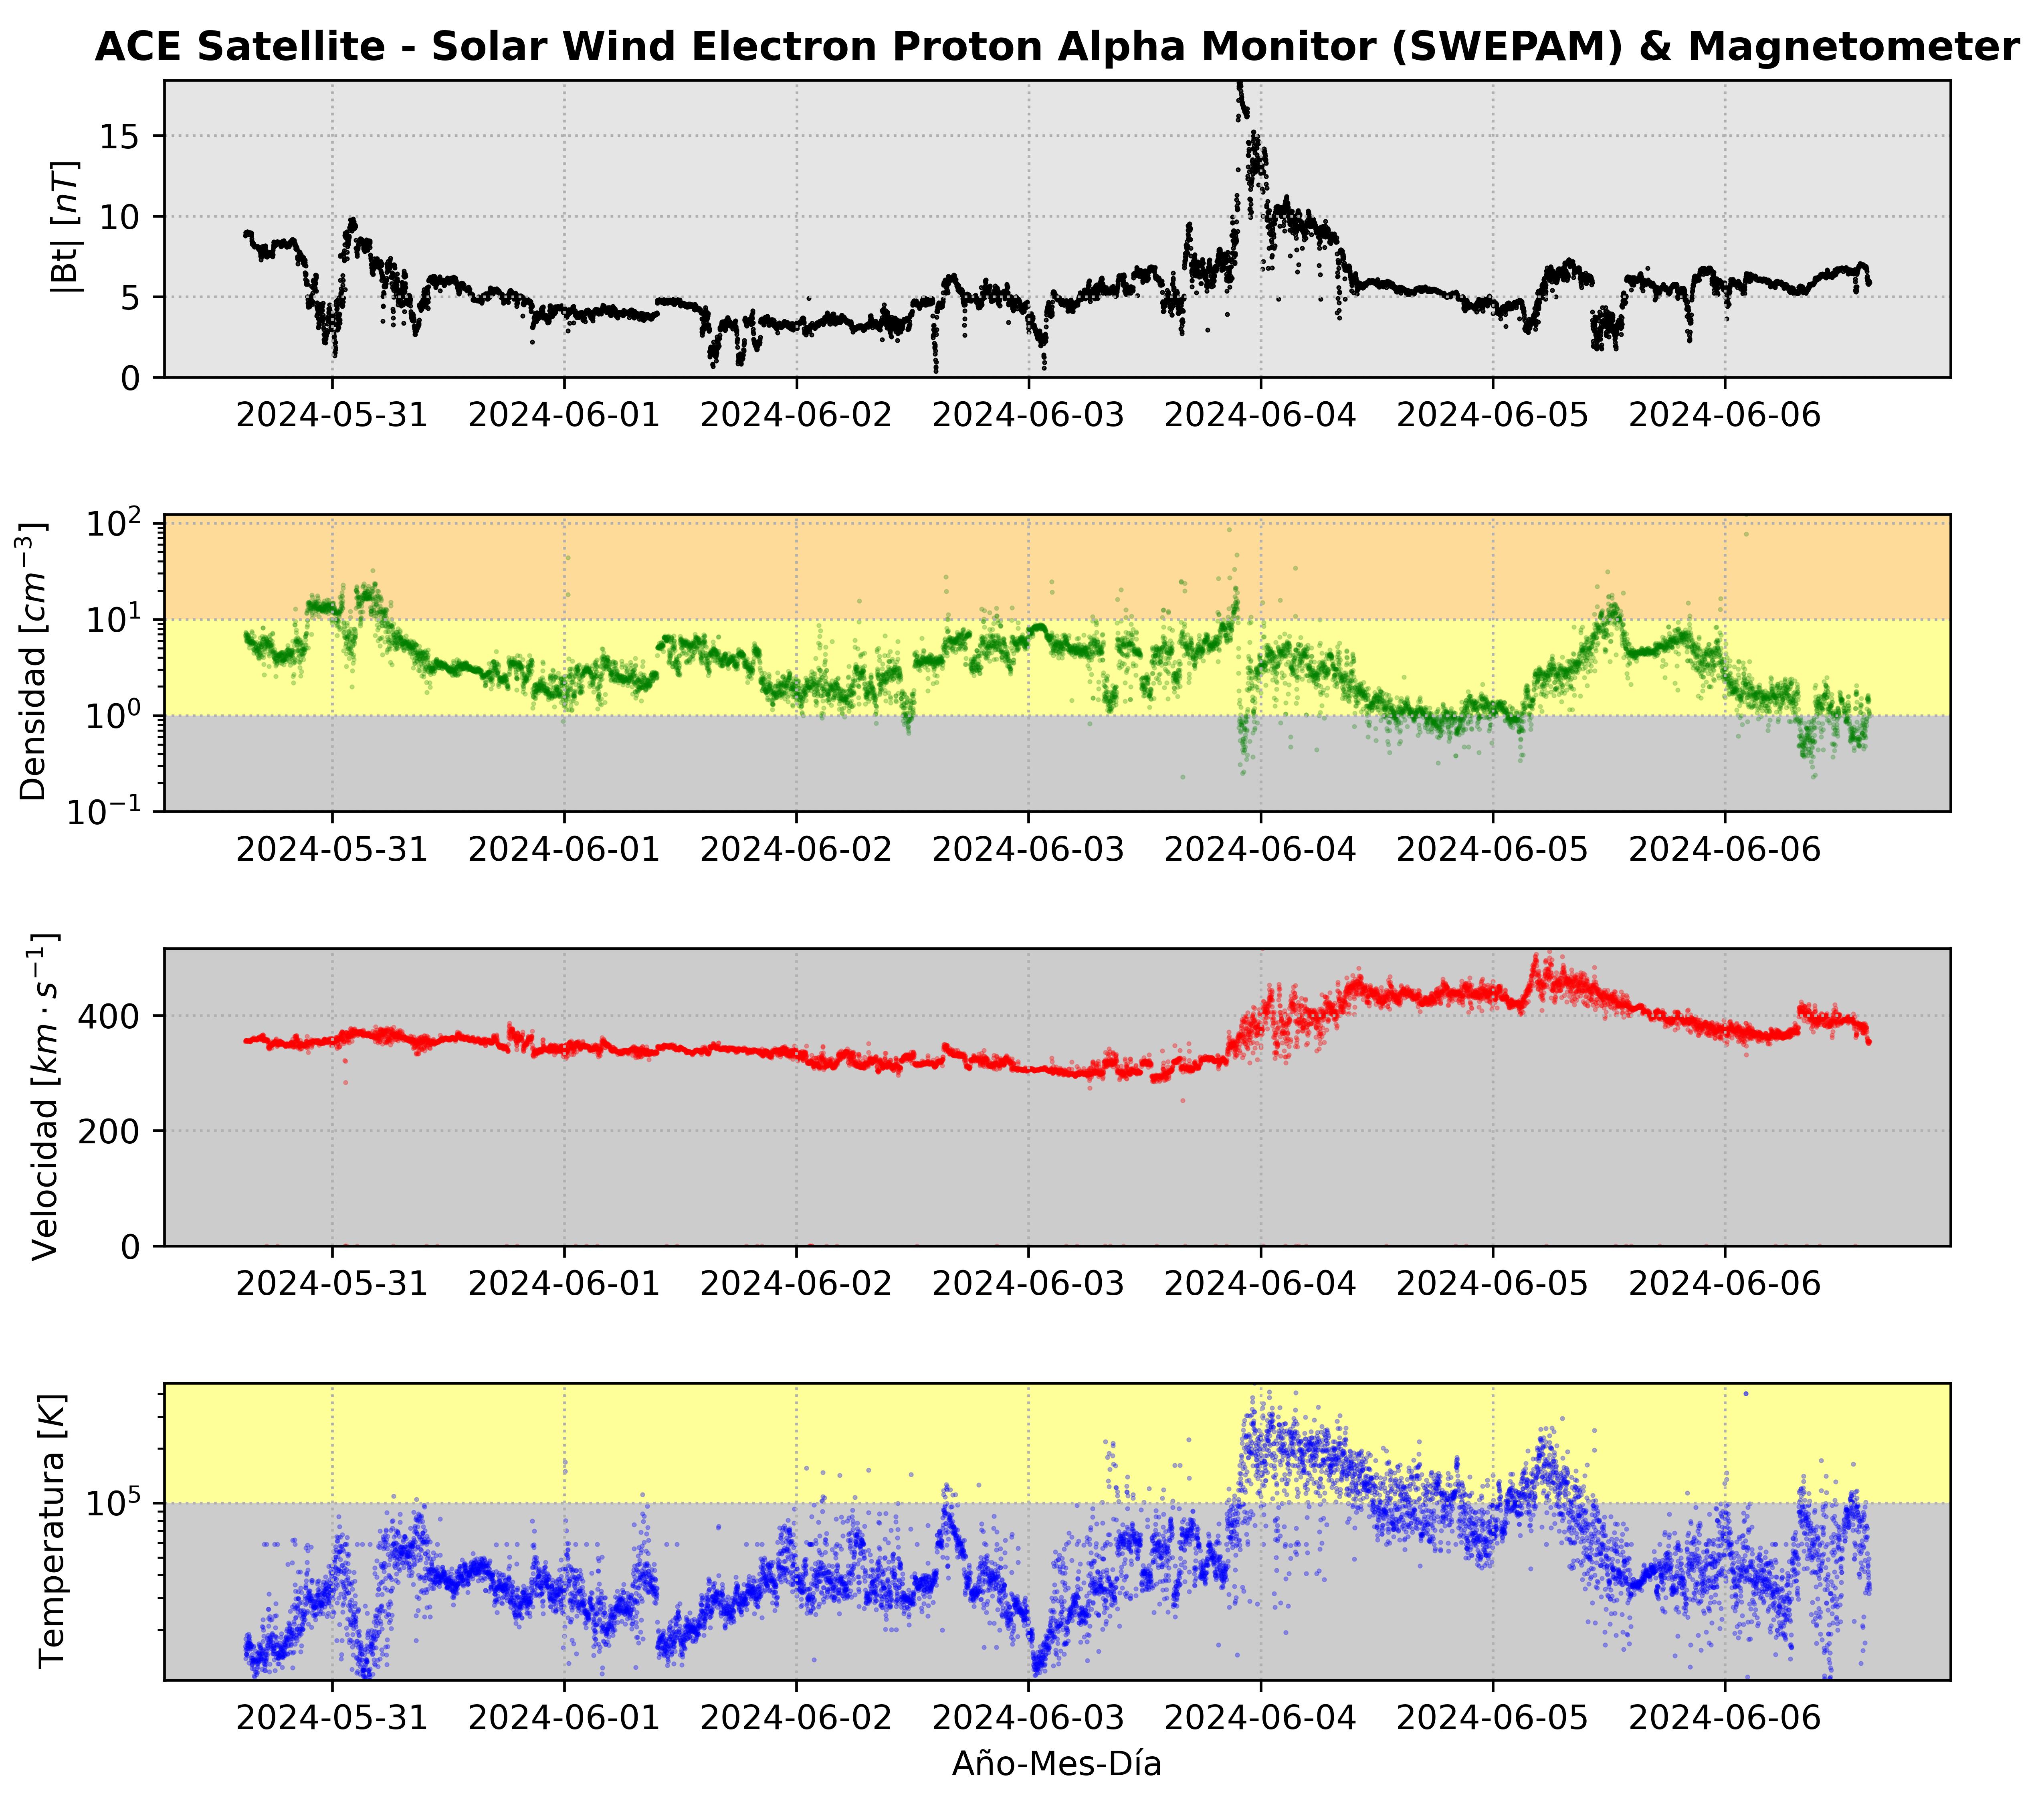 ACE Satellite - Solar Wind Electron Proton Alpha Monitor (SWEPAM) & Magnetometer
|Bt| [nT]
15
10
5
0
2024-05-31 2024-06-01 2024-06-02 2024-06-03 2024-06-04 2024-06-05 2024-06-06
Densidad [cm⁻³]
10²
10¹
10⁰
10⁻¹
2024-05-31 2024-06-01 2024-06-02 2024-06-03 2024-06-04 2024-06-05 2024-06-06
Velocidad [km · s⁻¹]
400
200
0
2024-05-31 2024-06-01 2024-06-02 2024-06-03 2024-06-04 2024-06-05 2024-06-06
Temperatura [K]
10⁵
2024-05-31 2024-06-01 2024-06-02 2024-06-03 2024-06-04 2024-06-05 2024-06-06
Año-Mes-Día